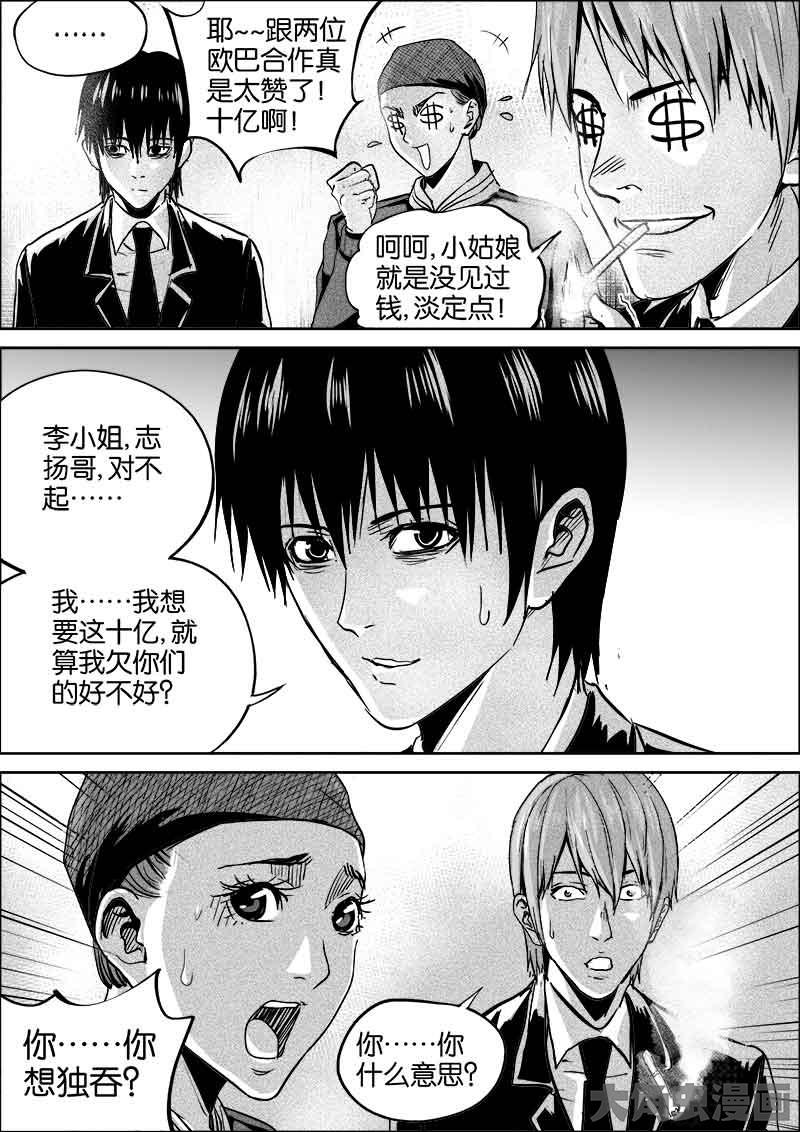 ……
耶~~跟两位
欧巴合作真
是太赞了！
十亿啊！
呵呵，小姑娘
就是没见过
钱，淡定点！
李小姐，志
扬哥，对不
起……
我……我想
要这十亿，就
算我欠你们
的好不好？
你……你
想独吞？
你……你
什么意思？
大角虫漫画